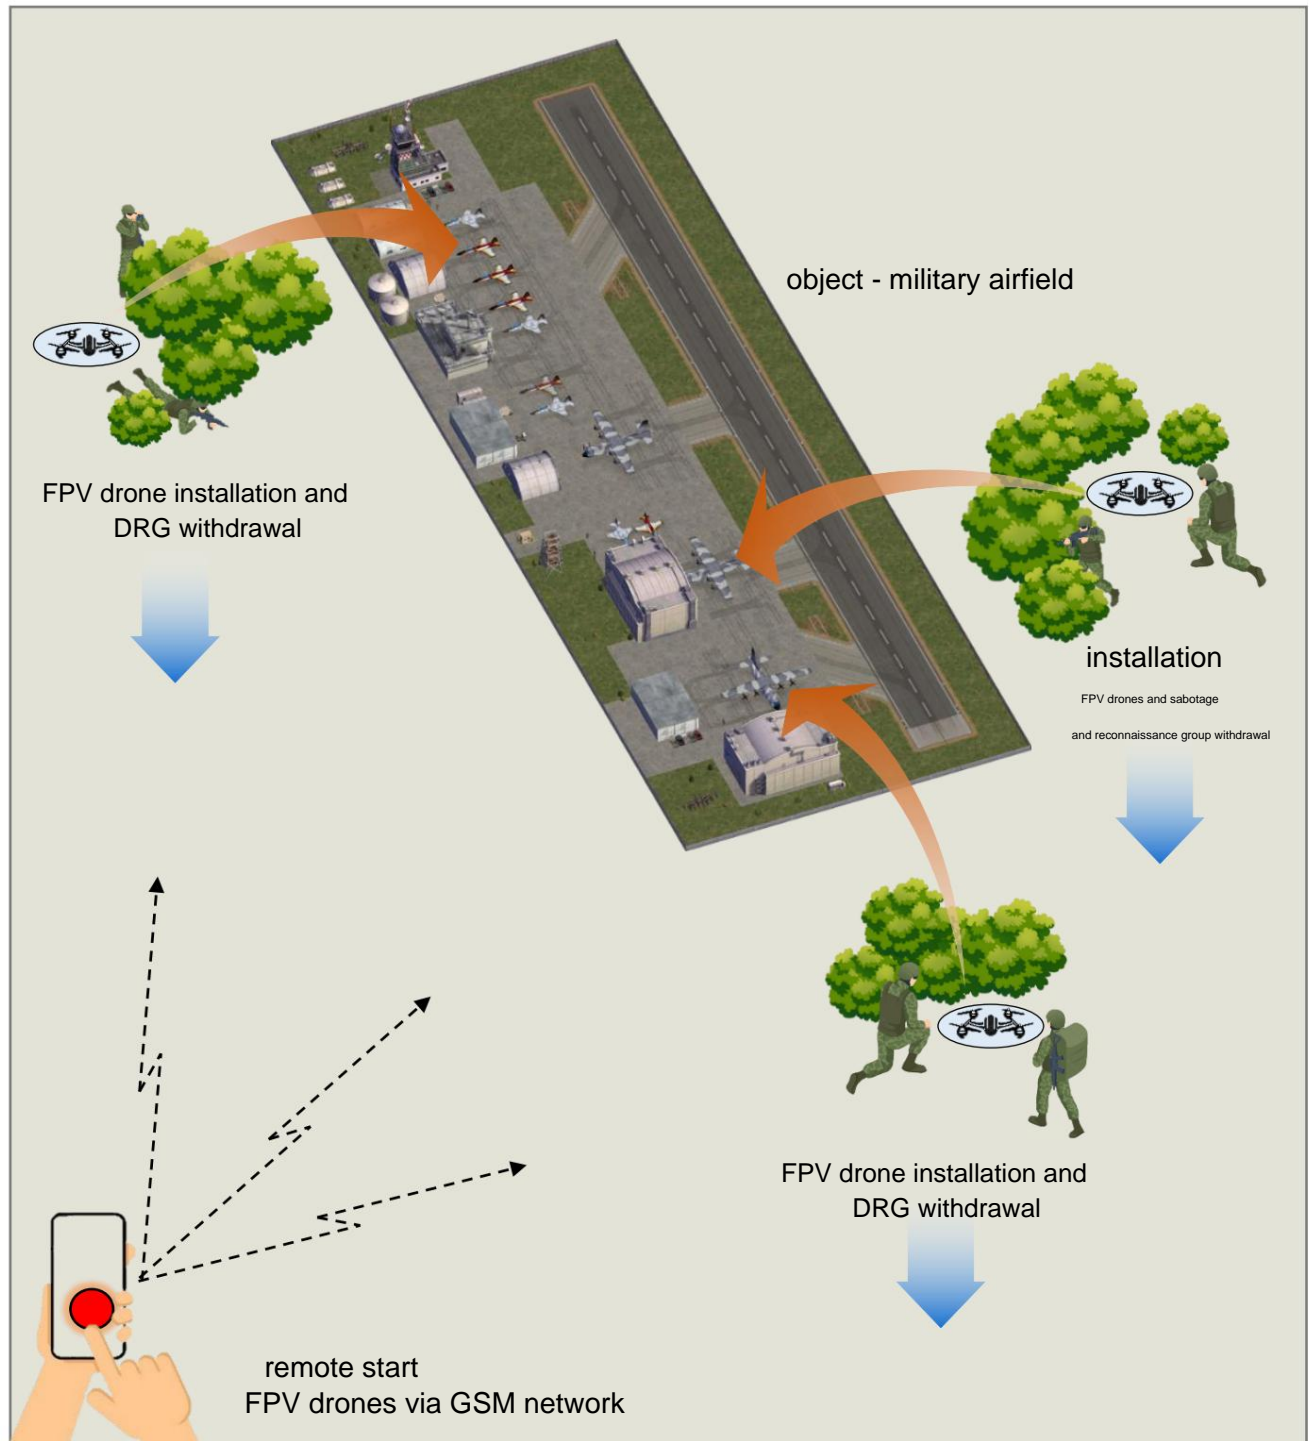 object - military airfield
FPV drone installation and
DRG withdrawal
installation
FPV drones and sabotage
and reconnaissance group withdrawal
FPV drone installation and
DRG withdrawal
remote start
FPV drones via GSM network